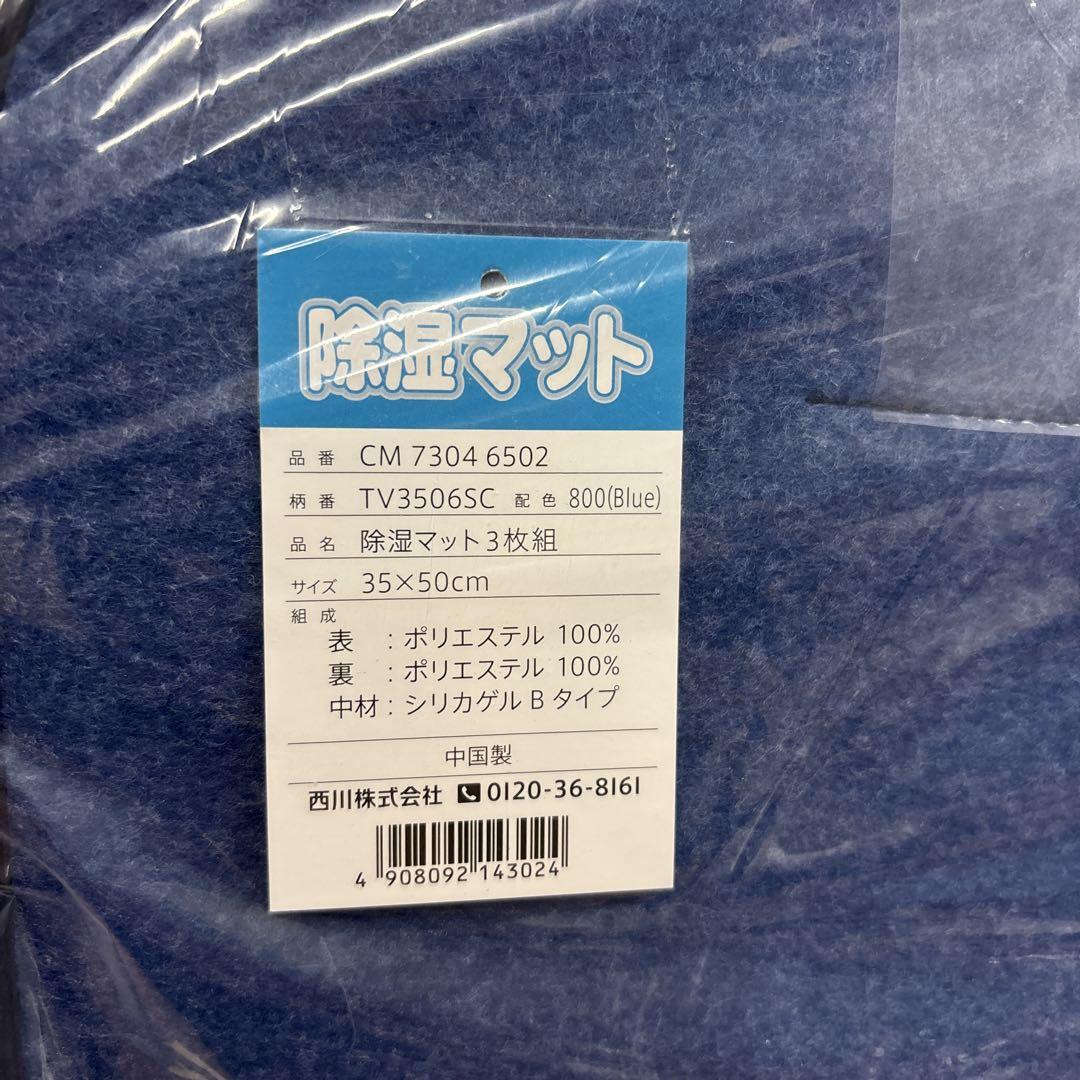 除湿マット
品番 CM 7304 6502
柄番 TV3506SC 配色 800(Blue)
品名 除湿マット3枚組
サイズ 35×50cm
組成
表 : ポリエステル 100%
裏 : ポリエステル 100%
中材 : シリカゲル B タイプ
中国製
西川株式会社 0120-36-8161
4 908092 143024